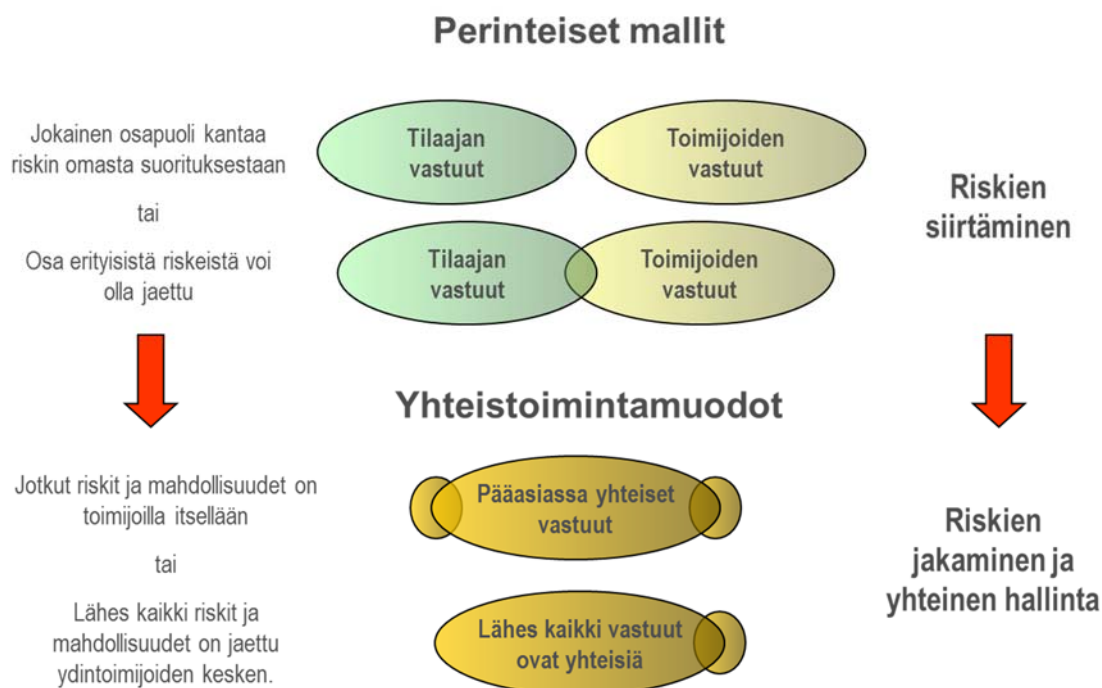 Perinteiset mallit
Jokainen osapuoli kantaa
riskin omasta suorituksestaan
tai
Osa erityisistä riskeistä voi
olla jaettu
Tilaajan
vastuut
Toimijoiden
vastuut
Tilaajan
vastuut
Toimijoiden
vastuut
Riskien
siirtäminen
Yhteistoimintamuodot
Jotkut riskit ja mahdollisuudet on
toimijoilla itsellään
tai
Lähes kaikki riskit ja
mahdollisuudet on jaettu
ydintoimijoiden kesken.
Pääasiassa yhteiset
vastuut
Lähes kaikki vastuut
ovat yhteisiä
Riskien
jakaminen ja
yhteinen hallinta